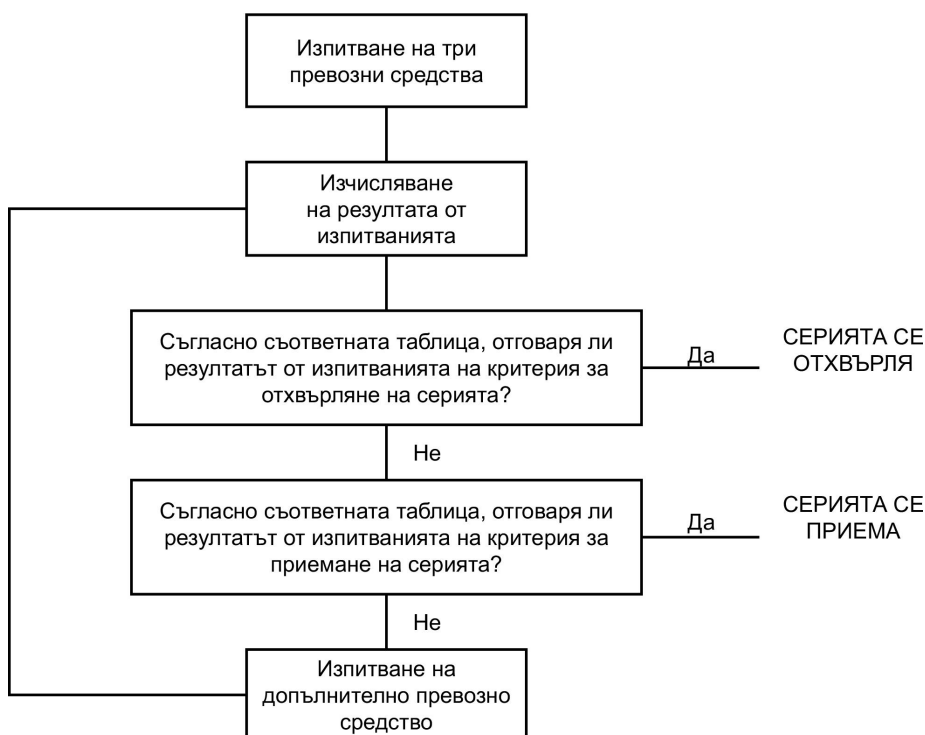 Изпитване на три
превозни средства
Изчисляване
на резултата от
изпитванията
Съгласно съответната таблица, отговаря ли
резултатът от изпитванията на критерия за
отхвърляне на серията?
Да
СЕРИЯТА СЕ
ОТХВЪРЛЯ
Не
Съгласно съответната таблица, отговаря ли
резултатът от изпитванията на критерия за
приемане на серията?
Да
СЕРИЯТА СЕ
ПРИЕМА
Не
Изпитване на
допълнително превозно
средство